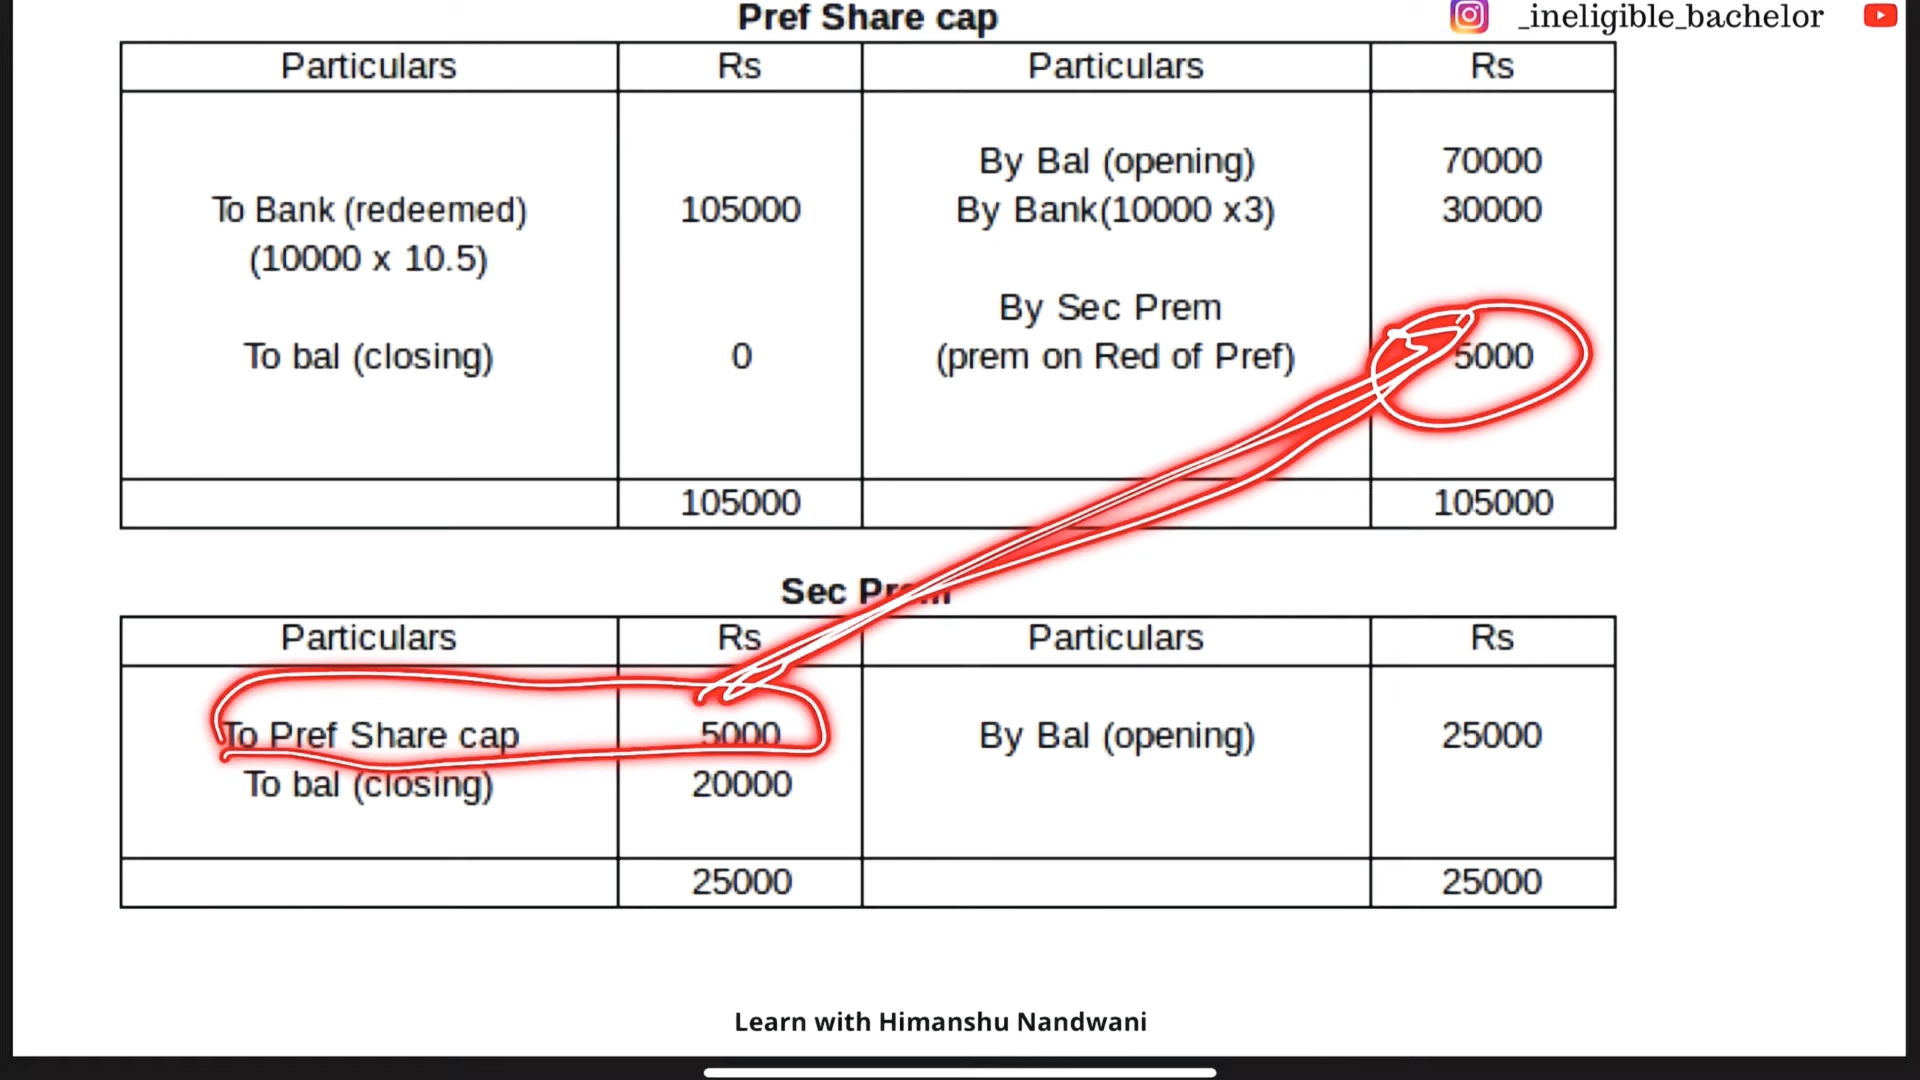 Pref Share cap
_ineligible_bachelor
Particulars Rs Particulars Rs
By Bal (opening) 70000
To Bank (redeemed) 105000 By Bank(10000 x3) 30000
(10000 x 10.5)
By Sec Prem
To bal (closing) 0 (prem on Red of Pref) 5000
105000 105000
Sec Prem
Particulars Rs Particulars Rs
To Pref Share cap 5000 By Bal (opening) 25000
To bal (closing) 20000
25000 25000
Learn with Himanshu Nandwani